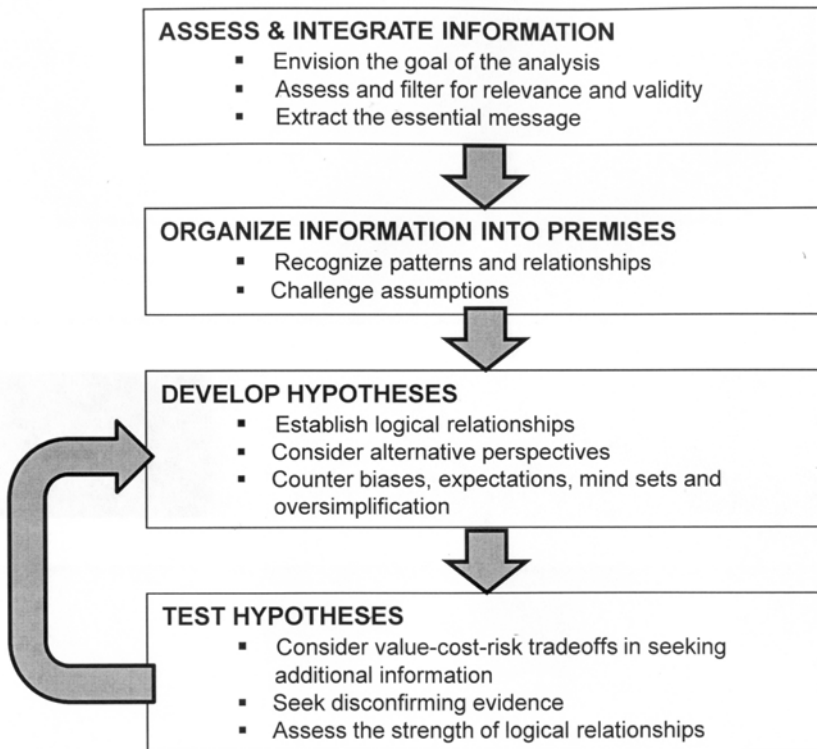 ASSESS & INTEGRATE INFORMATION
▪ Envision the goal of the analysis
▪ Assess and filter for relevance and validity
▪ Extract the essential message
ORGANIZE INFORMATION INTO PREMISES
▪ Recognize patterns and relationships
▪ Challenge assumptions
DEVELOP HYPOTHESES
▪ Establish logical relationships
▪ Consider alternative perspectives
▪ Counter biases, expectations, mind sets and
oversimplification
TEST HYPOTHESES
▪ Consider value-cost-risk tradeoffs in seeking
additional information
▪ Seek disconfirming evidence
▪ Assess the strength of logical relationships